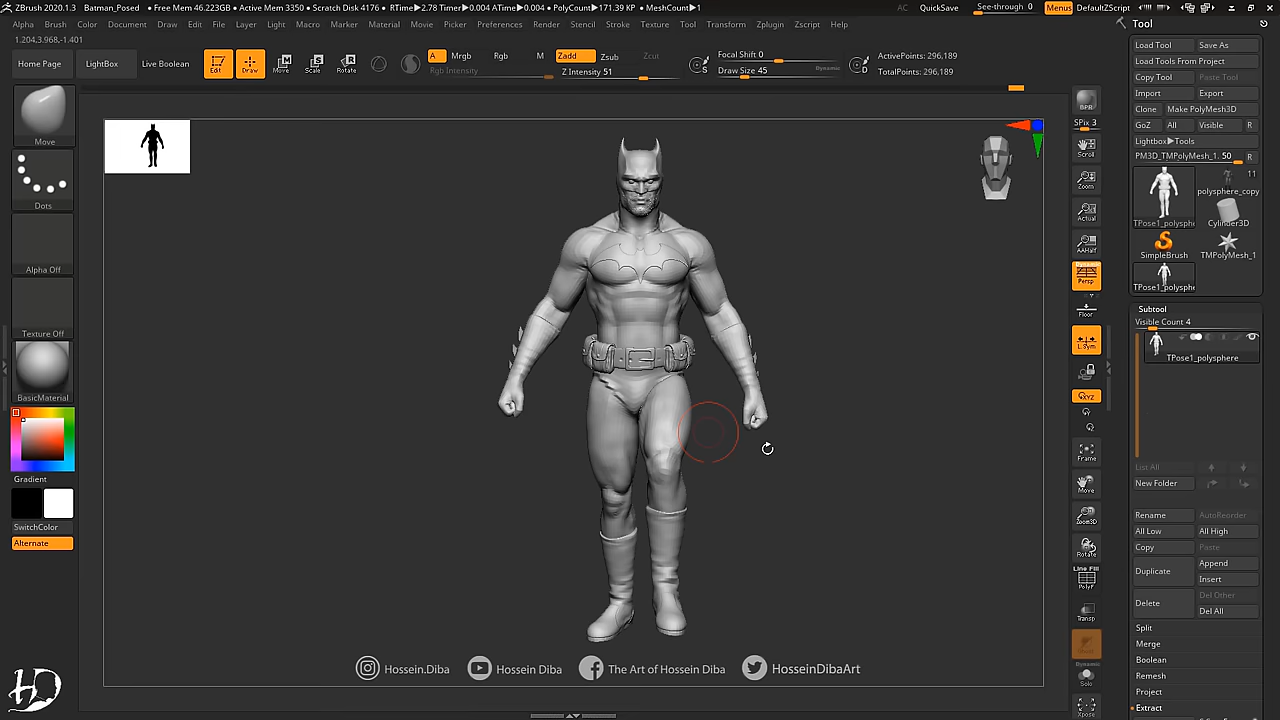 ZBrush 2020.1.3 Batman_Posed • Free Mem 46.223GB • Active Mem 3350 • Scratch Disk 4176 • RTime▶2.78 Timer▶0.004 ATime▶0.004 • PolyCount▶171.39 KP • MeshCount▶1 AC QuickSave See-through 0 Menus DefaultZScript
Alpha Brush Color Document Draw Edit File Layer Light Macro Marker Material Movie Picker Preferences Render Stencil Stroke Texture Tool Transform Zplugin Zscript Help
1.204,3.968,-1.401
Home Page LightBox Live Boolean Edit Draw Move Scale Rotate
A Mrgb Rgb M Zadd Zsub Zcut
Rgb Intensity Z Intensity 51
Focal Shift 0
Draw Size 45 Dynamic
S D
ActivePoints: 296,189
TotalPoints: 296,189
Move
Dots
Alpha Off
Texture Off
BasicMaterial
Gradient
SwitchColor
Alternate
HD
Hossein.Diba Hossein Diba The Art of Hossein Diba HosseinDibaArt
BPR
SPix 3
Scroll
Zoom
Actual
AAHalf
Dynamic
Persp
Floor
L.Sym
XYZ
Frame
Move
Zoom3D
Rotate
Line Fill
PolyF
Transp
Dynamic
Solo
Xpose
Tool
Load Tool Save As
Load Tools From Project
Copy Tool Paste Tool
Import Export
Clone Make PolyMesh3D
GoZ All Visible R
Lightbox▶Tools
PM3D_TMPolyMesh_1. 50 R
11
TPose1_polysphe polysphere_copy
Cylinder3D
SimpleBrush TMPolyMesh_1
TPose1_polysphe
Subtool
Visible Count 4
TPose1_polysphere
List All
New Folder
Rename AutoReorder
All Low All High
Copy Paste
Duplicate Append
Insert
Delete Del Other
Del All
Split
Merge
Boolean
Remesh
Project
Extract